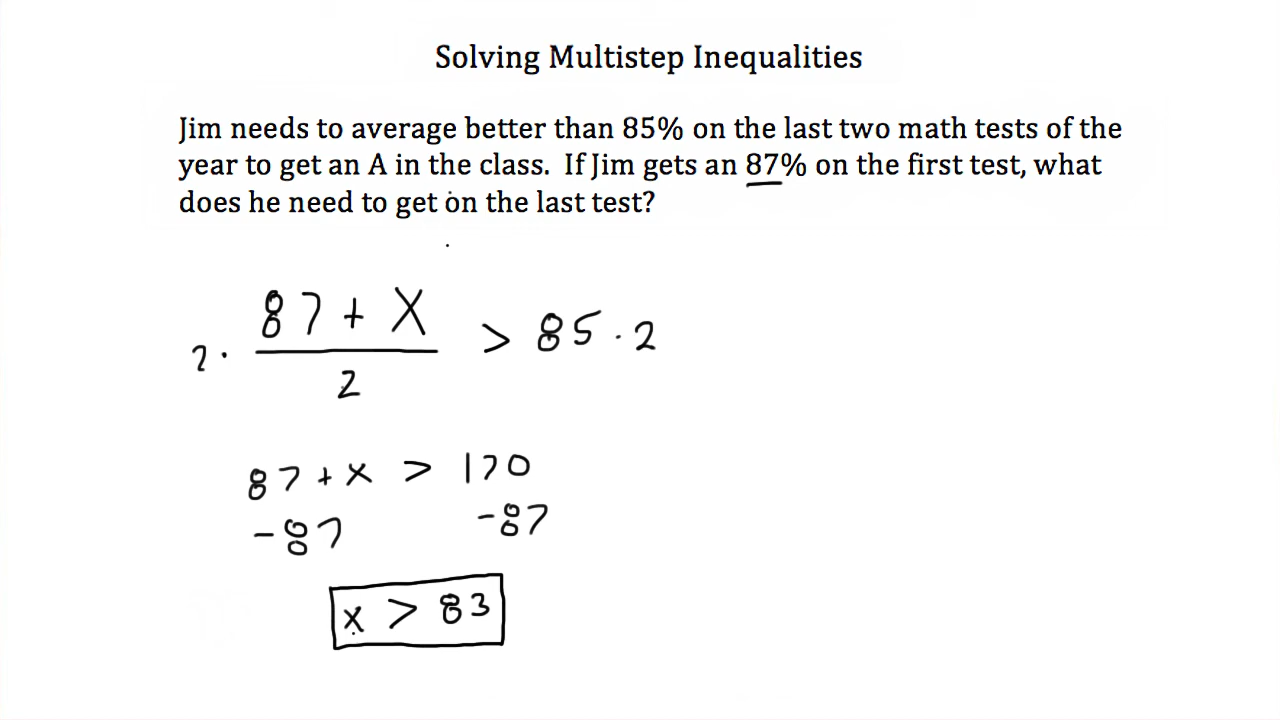 Solving Multistep Inequalities
Jim needs to average better than 85% on the last two math tests of the
year to get an A in the class. If Jim gets an 87% on the first test, what
does he need to get on the last test?
87 + X
2 · > 85 · 2
2
87 + x > 170
-87 -87
x > 83